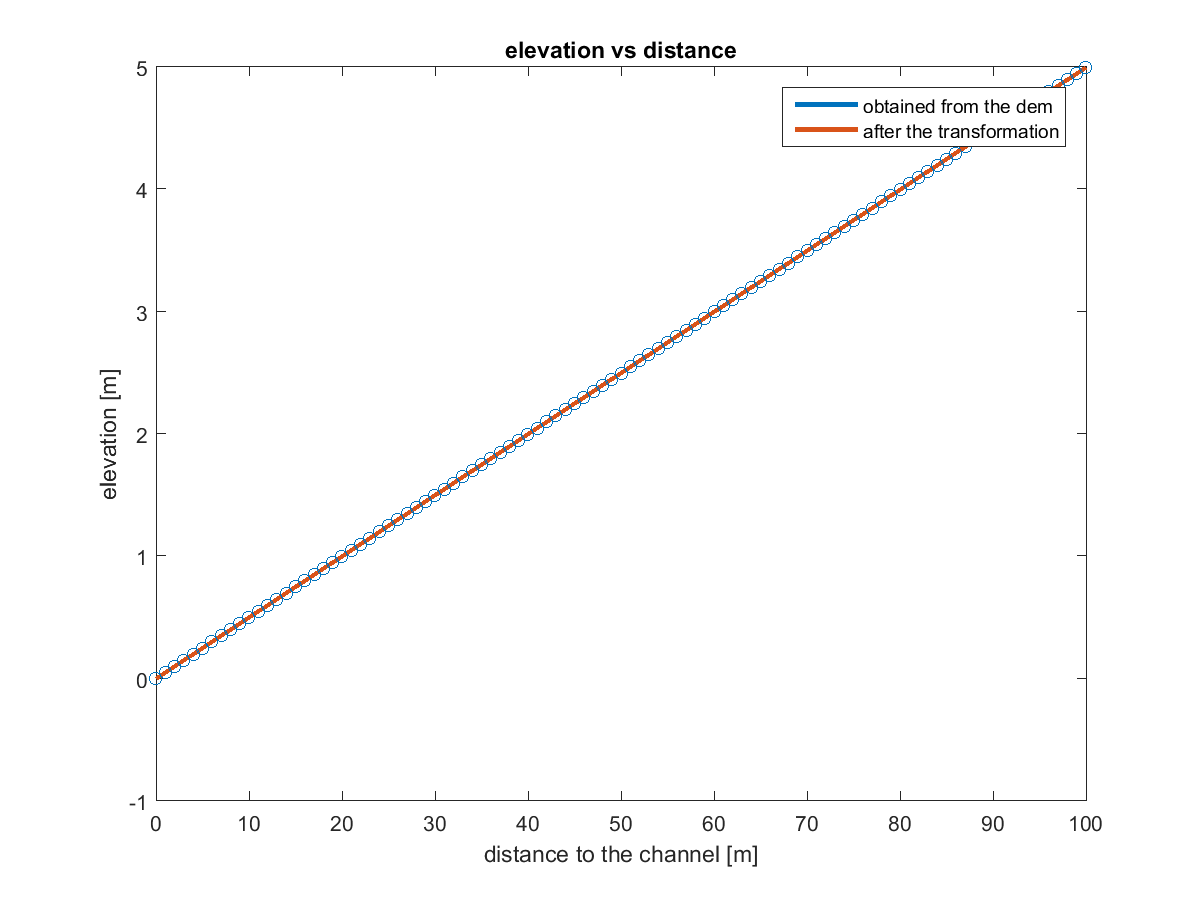 elevation vs distance
5
4
3
2
1
0
-1
elevation [m]
obtained from the dem
after the transformation
0 10 20 30 40 50 60 70 80 90 100
distance to the channel [m]